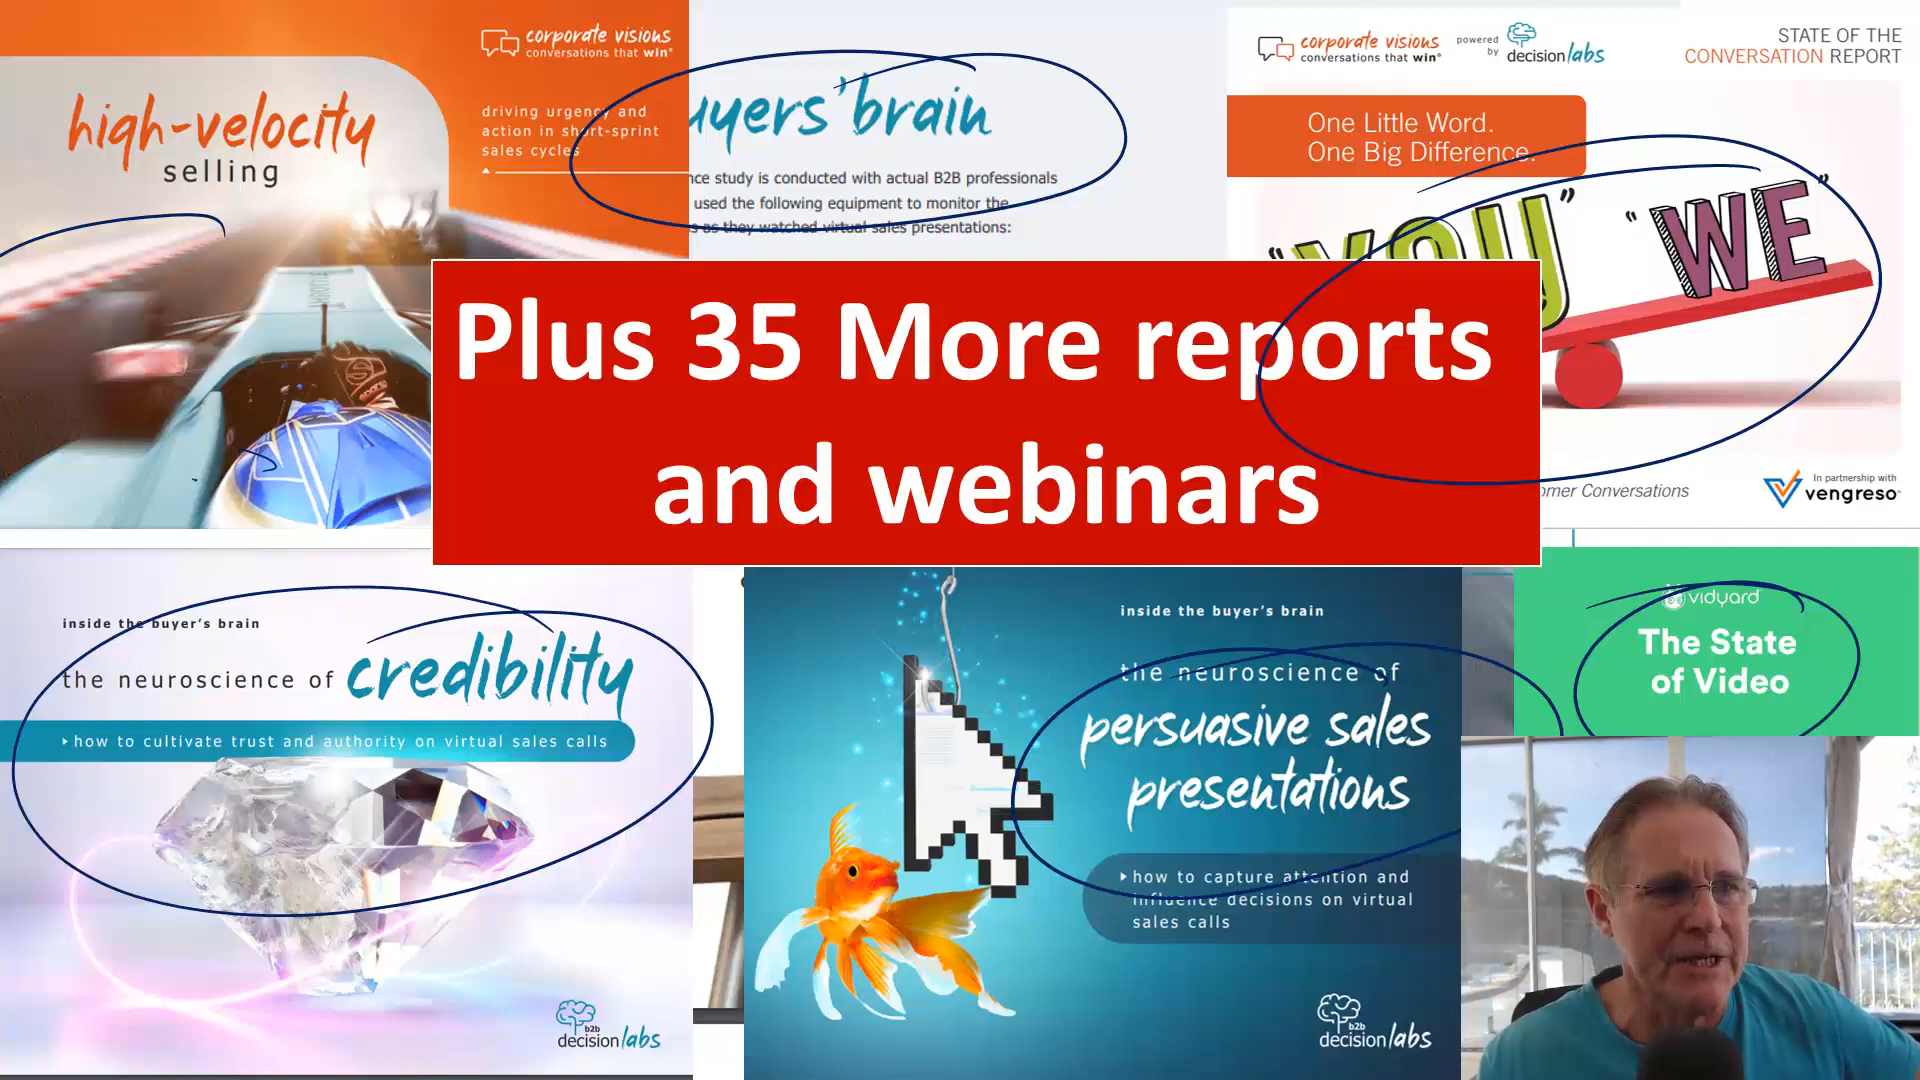 corporate visions
conversations that win®
high-velocity
selling
driving urgency and
action in short-sprint
sales cycles
buyers' brain
study is conducted with actual B2B professionals
used the following equipment to monitor the
as they watched virtual sales presentations:
corporate visions
conversations that win®
powered
by
decision labs
STATE OF THE
CONVERSATION REPORT
One Little Word.
One Big Difference.
"YOU" "WE"
Plus 35 More reports
and webinars
Conversations
In partnership with
vengreso
inside the buyer's brain
the neuroscience of credibility
how to cultivate trust and authority on virtual sales calls
b2b
decision labs
inside the buyer's brain
the neuroscience of
persuasive sales
presentations
how to capture attention and
influence decisions on virtual
sales calls
b2b
decision labs
vidyard
The State
of Video